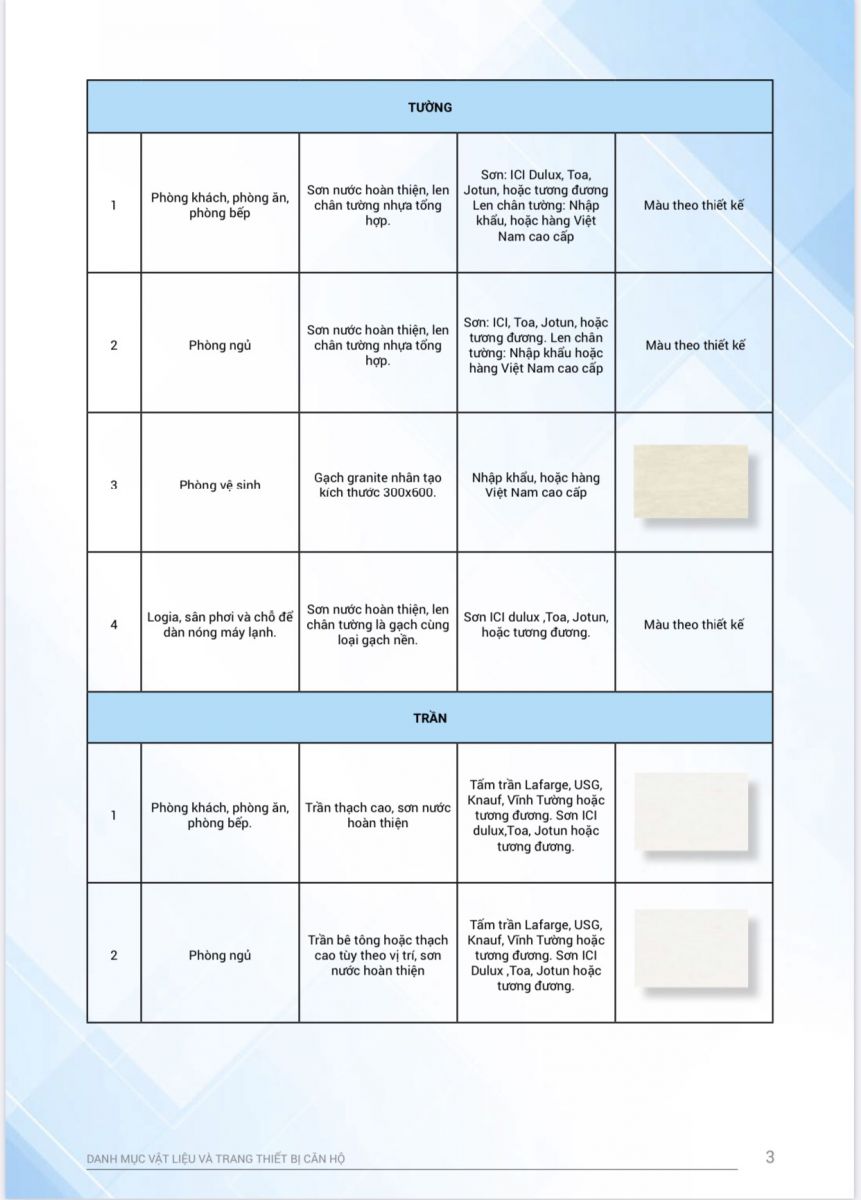 TƯỜNG
1
Phòng khách, phòng ăn,
phòng bếp
Sơn nước hoàn thiện, len
chân tường nhựa tổng
hợp.
Sơn: ICI Dulux, Toa,
Jotun, hoặc tương đương
Len chân tường: Nhập
khẩu, hoặc hàng Việt
Nam cao cấp
Màu theo thiết kế
2
Phòng ngủ
Sơn nước hoàn thiện, len
chân tường nhựa tổng
hợp.
Sơn: ICI, Toa, Jotun, hoặc
tương đương. Len chân
tường: Nhập khẩu hoặc
hàng Việt Nam cao cấp
Màu theo thiết kế
3
Phòng vệ sinh
Gạch granite nhân tạo
kích thước 300x600.
Nhập khẩu, hoặc hàng
Việt Nam cao cấp
4
Logia, sân phơi và chỗ để
dàn nóng máy lạnh.
Sơn nước hoàn thiện, len
chân tường là gạch cùng
loại gạch nền.
Sơn ICI dulux ,Toa, Jotun,
hoặc tương đương.
Màu theo thiết kế
TRẦN
1
Phòng khách, phòng ăn,
phòng bếp.
Trần thạch cao, sơn nước
hoàn thiện
Tấm trần Lafarge, USG,
Knauf, Vĩnh Tường hoặc
tương đương. Sơn ICI
dulux,Toa, Jotun hoặc
tương đương.
2
Phòng ngủ
Trần bê tông hoặc thạch
cao tùy theo vị trí, sơn
nước hoàn thiện
Tấm trần Lafarge, USG,
Knauf, Vĩnh Tường hoặc
tương đương. Sơn ICI
Dulux ,Toa, Jotun hoặc
tương đương.
DANH MỤC VẬT LIỆU VÀ TRANG THIẾT BỊ CĂN HỘ
3